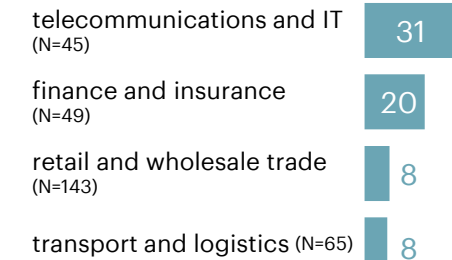 telecommunications and IT 31
(N=45)
finance and insurance 20
(N=49)
retail and wholesale trade 8
(N=143)
transport and logistics (N=65) 8